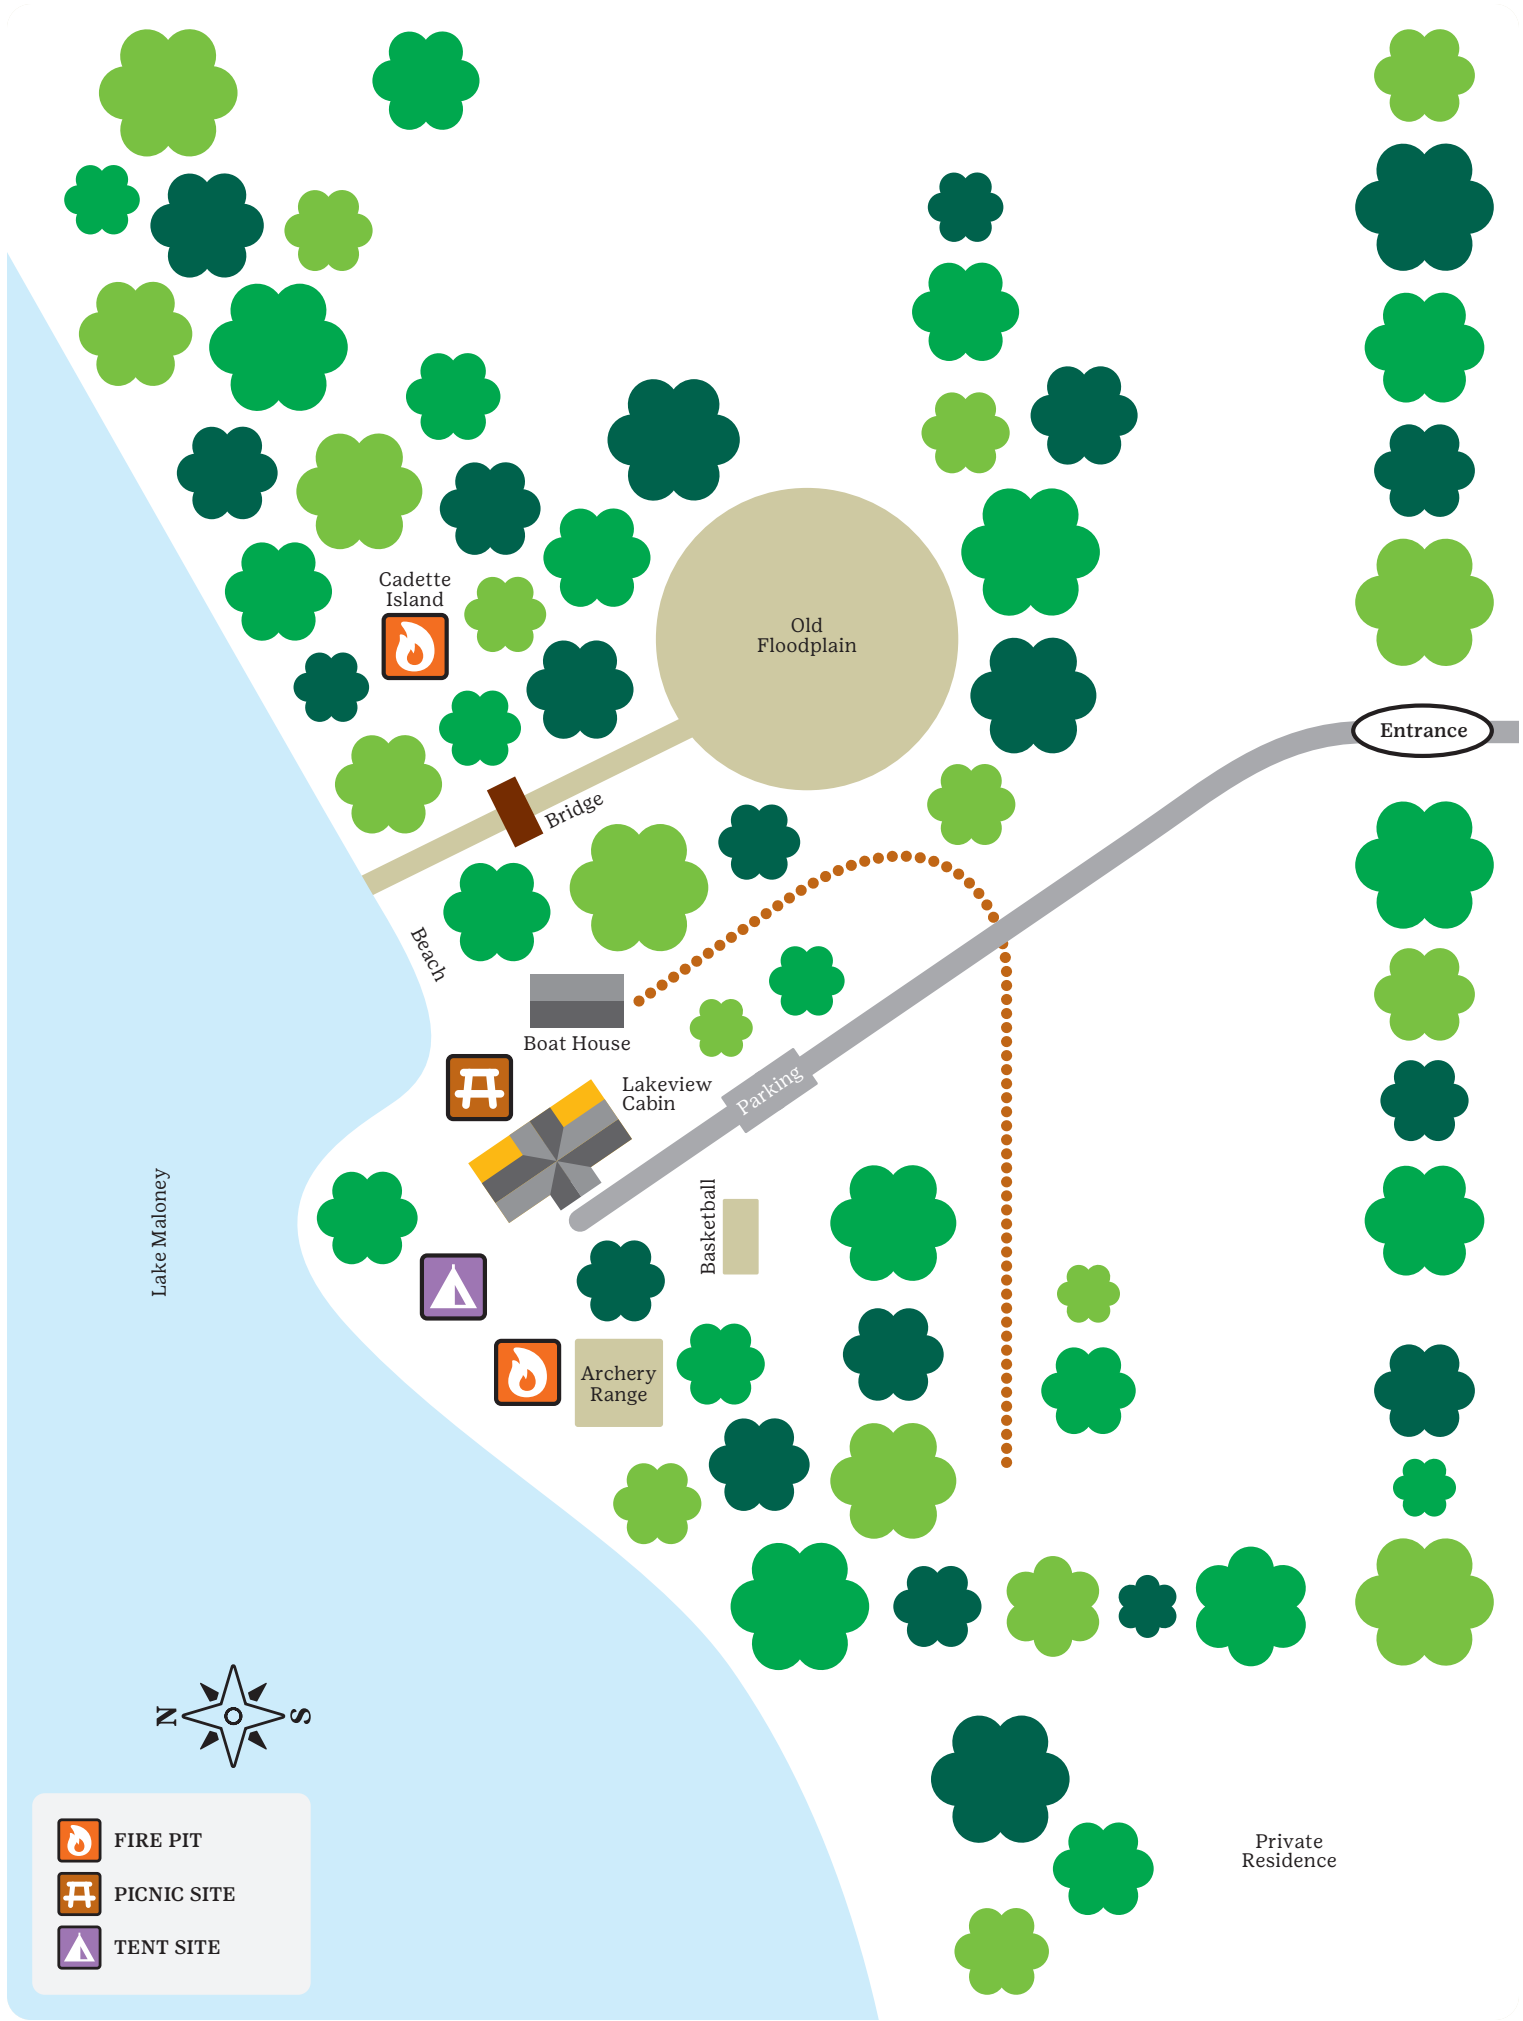 Cadette
Island
Old
Floodplain
Entrance
Bridge
Beach
Boat House
Lakeview
Cabin
Parking
Lake Maloney
Basketball
Archery
Range
N
S
FIRE PIT
PICNIC SITE
TENT SITE
Private
Residence